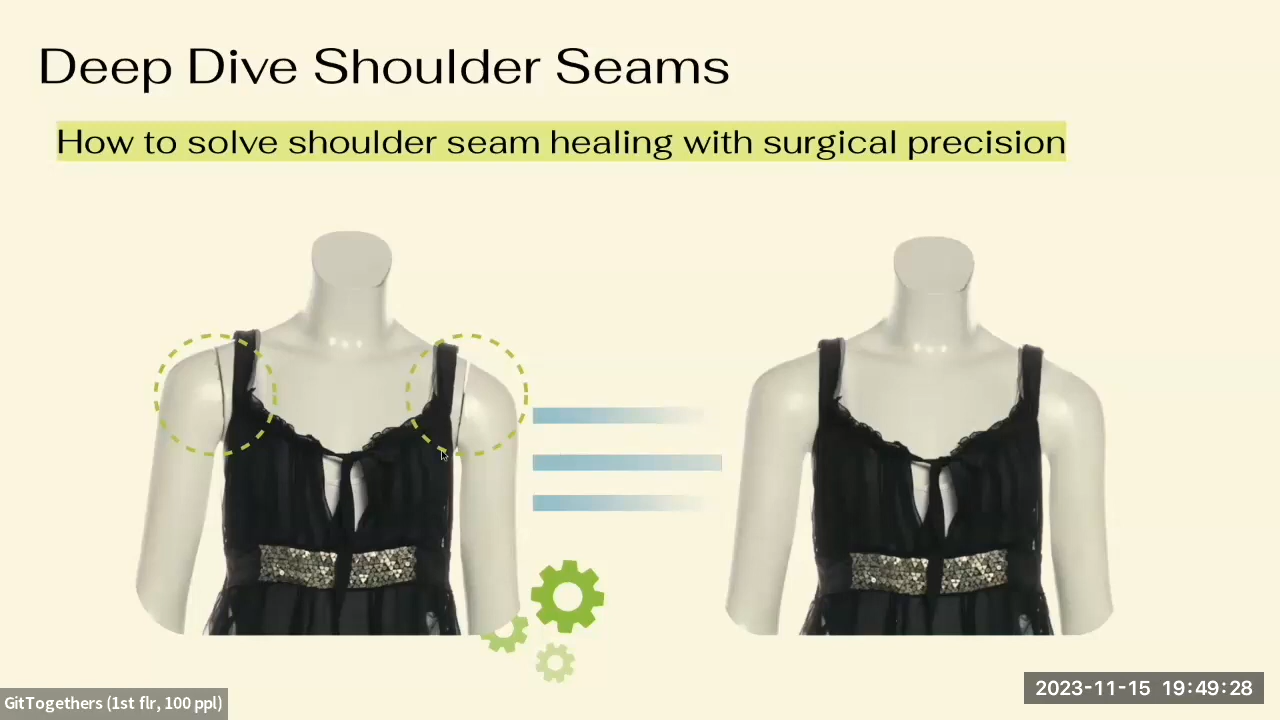 Deep Dive Shoulder Seams
How to solve shoulder seam healing with surgical precision
GitTogethers (1st flr, 100 ppl)
2023-11-15 19:49:28